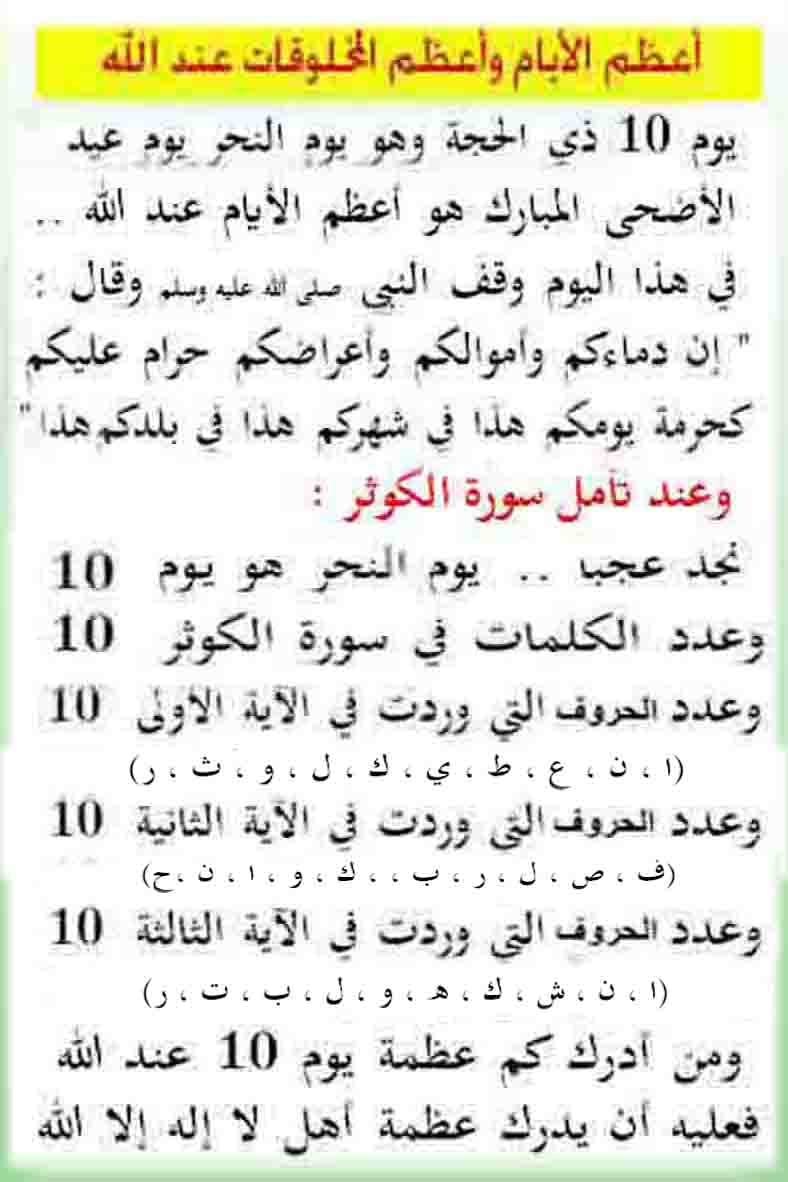 أعظم الأيام وأعظم المخلوقات عند الله
يوم 10 ذي الحجة وهو يوم النحر يوم عيد
الأضحى المبارك هو أعظم الأيام عند الله ..
في هذا اليوم وقف النبي صلى الله عليه وسلم وقال :
" إن دماءكم وأموالكم وأعراضكم حرام عليكم
كحرمة يومكم هذا في شهركم هذا في بلدكم هذا "
وعند تأمل سورة الكوثر :
نجد عجبا .. يوم النحر هو يوم 10
وعدد الكلمات في سورة الكوثر 10
وعدد الحروف التي وردت في الآية الأولى 10
(ا ، ن ، ع ، ط ، ي ، ك ، ل ، و ، ث ، ر)
وعدد الحروف التي وردت في الآية الثانية 10
(ف ، ص ، ل ، ر ، ب ، ، ك ، و ، ا ، ن ،ح)
وعدد الحروف التي وردت في الآية الثالثة 10
(ا ، ن ، ش ، ك ، هـ ، و ، ل ، ب ، ت ، ر)
ومن أدرك كم عظمة يوم 10 عند الله
فعليه أن يدرك عظمة أهل لا إله إلا الله